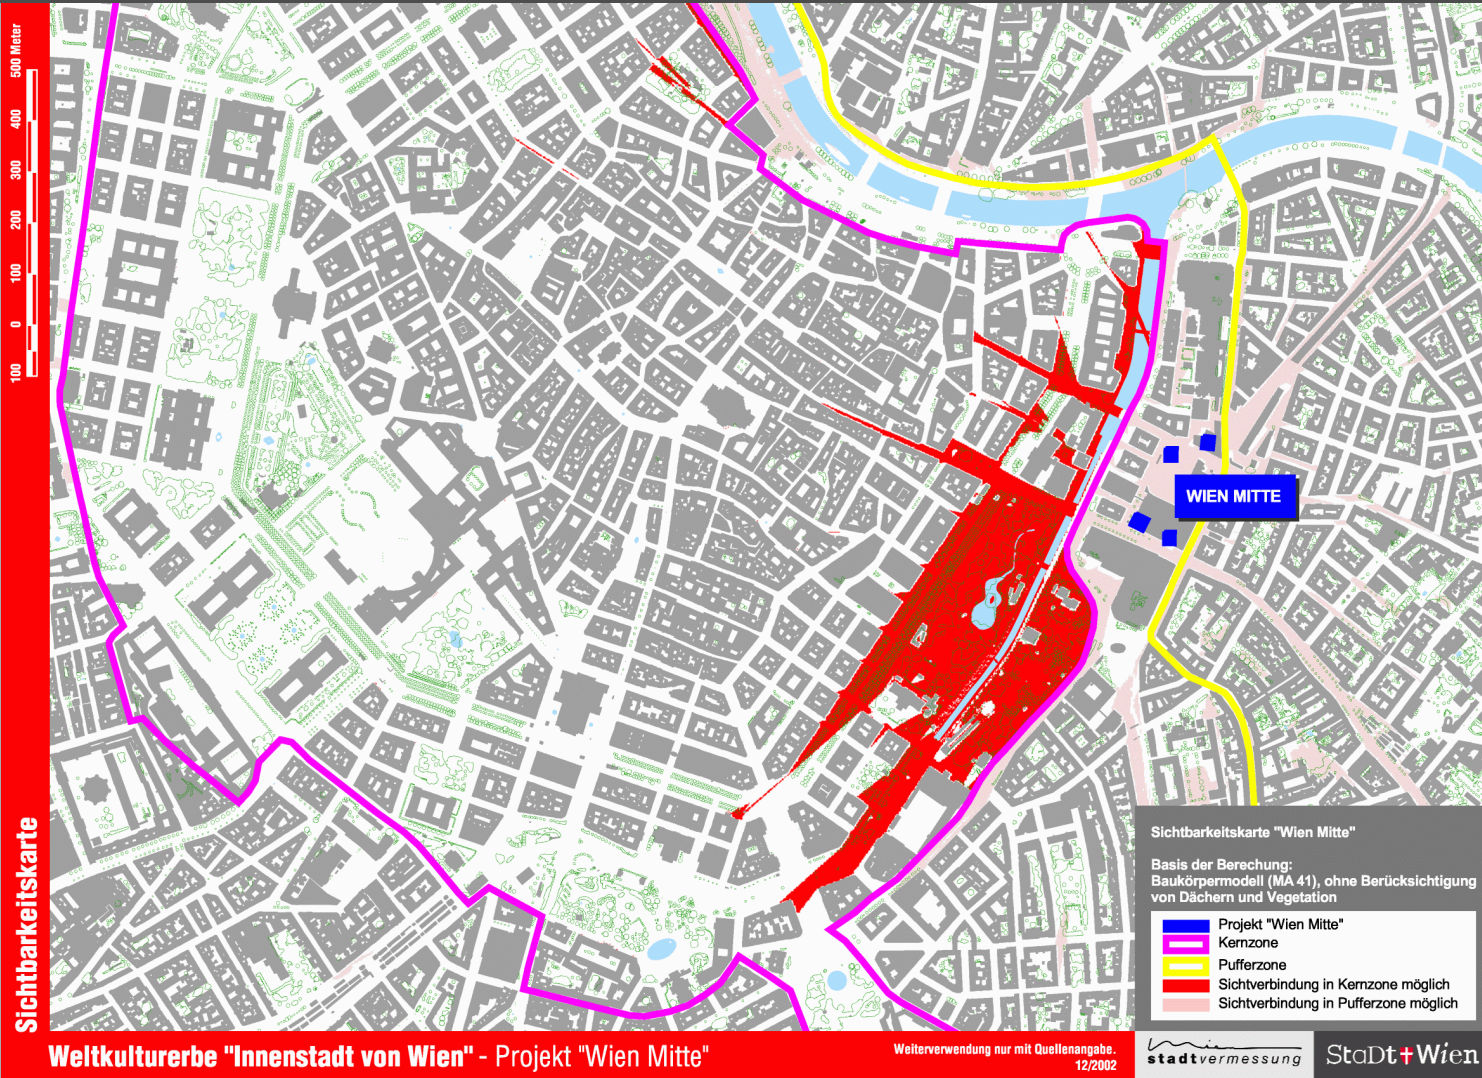 500 Meter
400
300
200
100
0
100
Sichtbarkeitskarte
WIEN MITTE
Sichtbarkeitskarte "Wien Mitte"
Basis der Berechung:
Baukörpermodell (MA 41), ohne Berücksichtigung
von Dächern und Vegetation
Projekt "Wien Mitte"
Kernzone
Pufferzone
Sichtverbindung in Kernzone möglich
Sichtverbindung in Pufferzone möglich
Weltkulturerbe "Innenstadt von Wien" - Projekt "Wien Mitte"
Weiterverwendung nur mit Quellenangabe.
12/2002
Wien
stadtvermessung
StaDt Wien